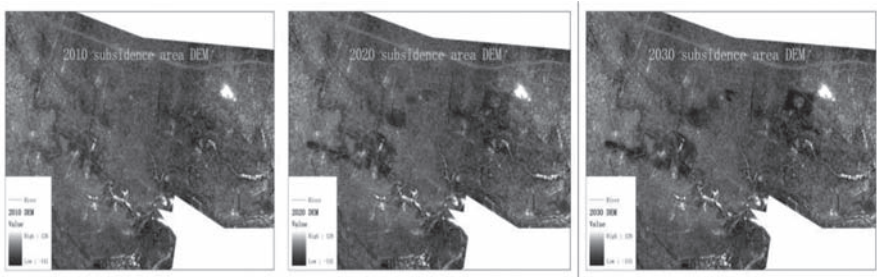 2010 subsidence area DEM
River
2010 DEM
Value
2020 subsidence area DEM
River
2020 DEM
Value
2030 subsidence area DEM
River
2030 DEM
Value